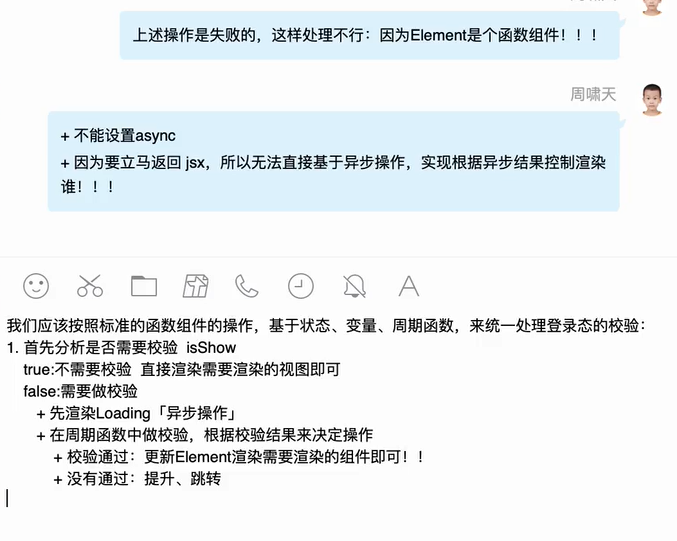 上述操作是失败的，这样处理不行：因为Element是个函数组件！！！
周啸天
+ 不能设置async
+ 因为要立马返回 jsx，所以无法直接基于异步操作，实现根据异步结果控制渲染
谁！！！
我们应该按照标准的函数组件的操作，基于状态、变量、周期函数，来统一处理登录态的校验：
1. 首先分析是否需要校验 isShow
true:不需要校验 直接渲染需要渲染的视图即可
false:需要做校验
+ 先渲染Loading「异步操作」
+ 在周期函数中做校验，根据校验结果来决定操作
+ 校验通过：更新Element渲染需要渲染的组件即可！！
+ 没有通过：提升、跳转